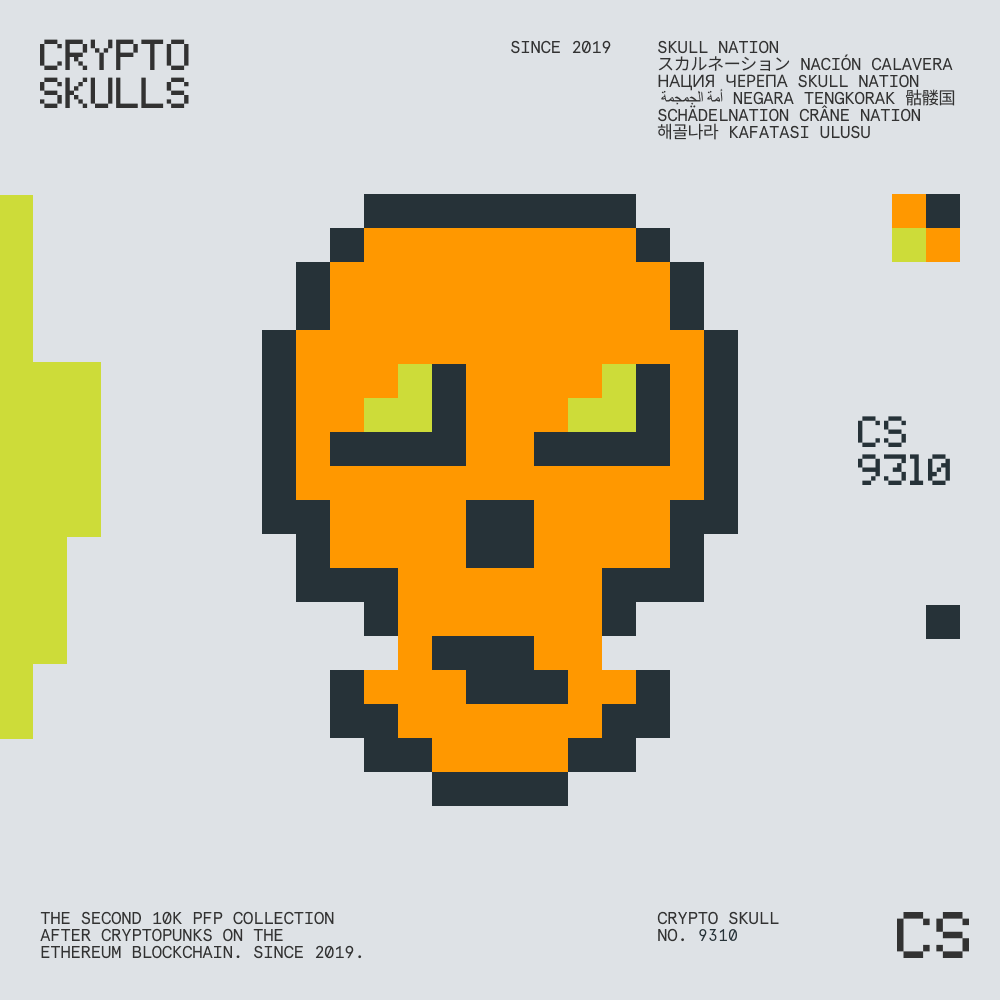 CRYPTO
SKULLS
SINCE 2019
SKULL NATION
スカルネーション NACIÓN CALAVERA
НАЦИЯ ЧЕРЕПА SKULL NATION
أمة الجمجمة NEGARA TENGKORAK 骷髅国
SCHÄDELNATION CRÂNE NATION
해골나라 KAFATASI ULUSU
CS
9310
THE SECOND 10K PFP COLLECTION
AFTER CRYPTOPUNKS ON THE
ETHEREUM BLOCKCHAIN. SINCE 2019.
CRYPTO SKULL
NO. 9310
CS